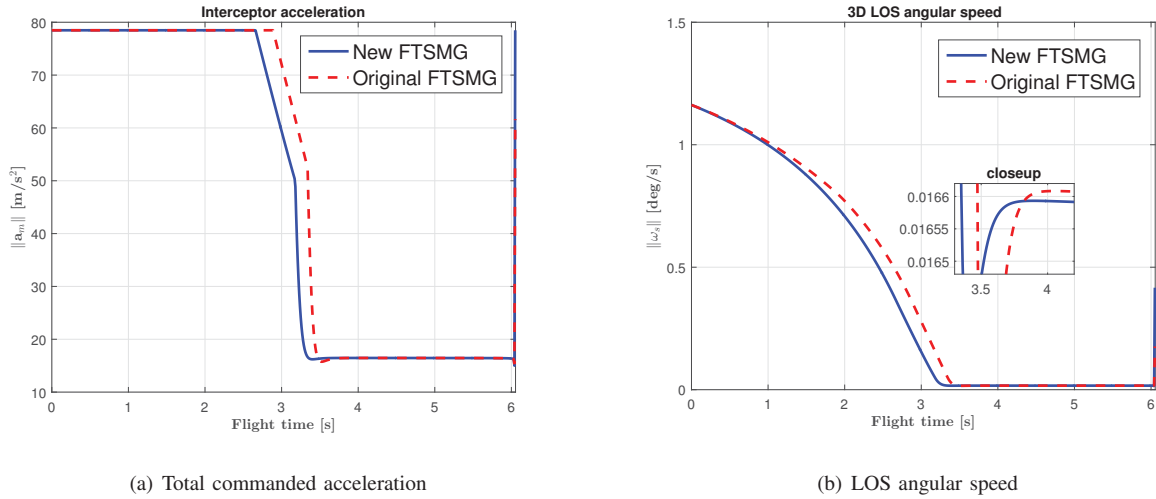 Interceptor acceleration
80
70
60
50
40
30
20
10
‖a_m‖ [m/s²]
New FTSMG
Original FTSMG
0 1 2 3 4 5 6
Flight time [s]
(a) Total commanded acceleration
3D LOS angular speed
1.5
1
0.5
0
‖ω_s‖ [deg/s]
New FTSMG
Original FTSMG
closeup
0.0166
0.01655
0.0165
3.5 4
0 1 2 3 4 5 6
Flight time [s]
(b) LOS angular speed